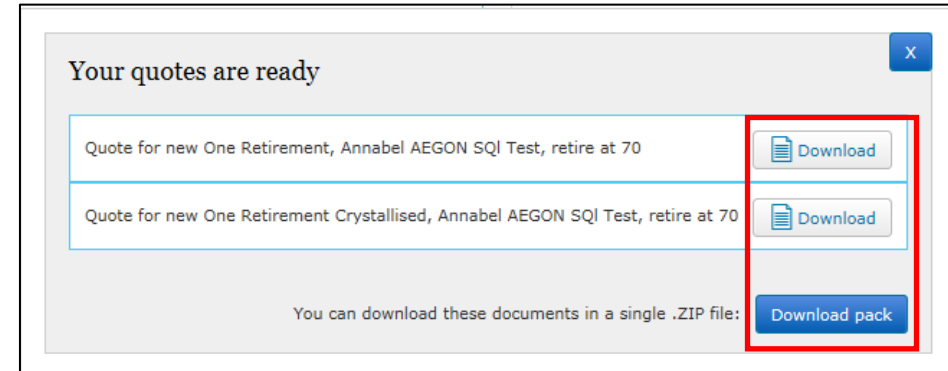 X
Your quotes are ready
Quote for new One Retirement, Annabel AEGON SQl Test, retire at 70
Download
Quote for new One Retirement Crystallised, Annabel AEGON SQl Test, retire at 70
Download
You can download these documents in a single .ZIP file:
Download pack